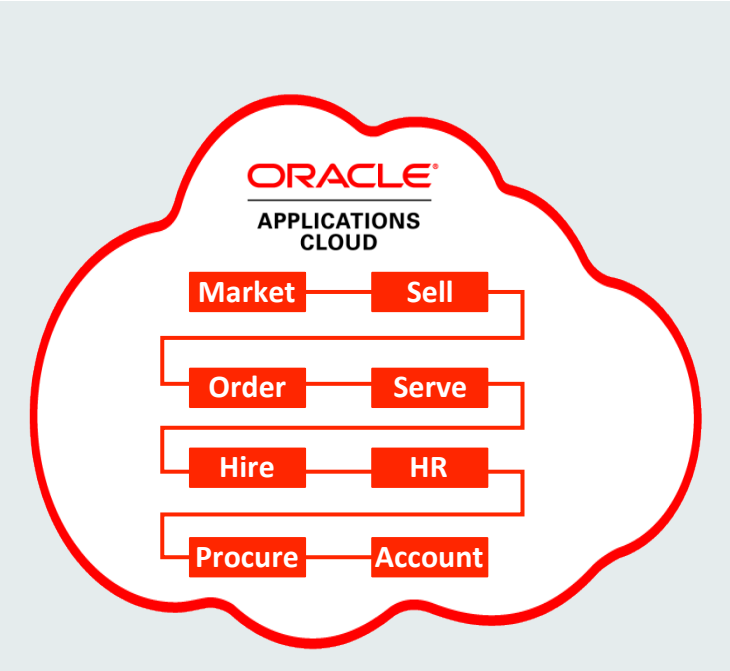 ORACLE®
APPLICATIONS
CLOUD
Market Sell
Order Serve
Hire HR
Procure Account